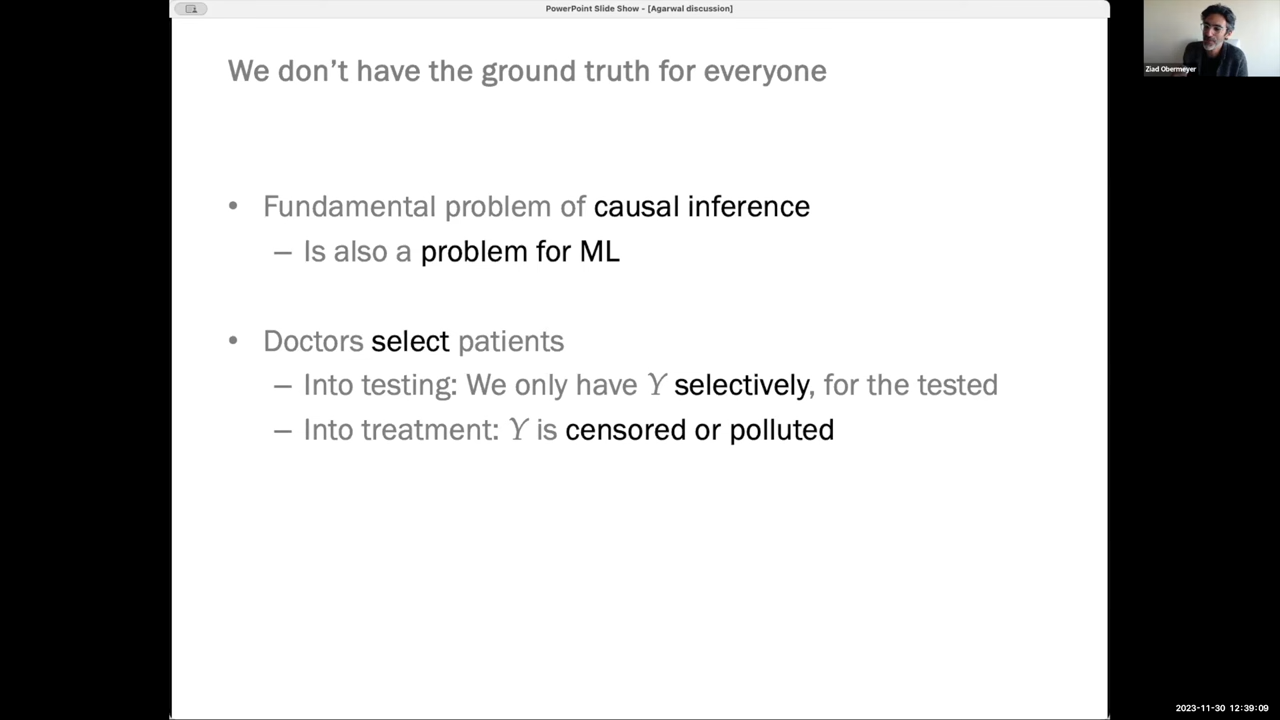 PowerPoint Slide Show - [Agarwal discussion]
Ziad Obermeyer
We don’t have the ground truth for everyone
• Fundamental problem of causal inference
– Is also a problem for ML
• Doctors select patients
– Into testing: We only have Y selectively, for the tested
– Into treatment: Y is censored or polluted
2023-11-30 12:39:09